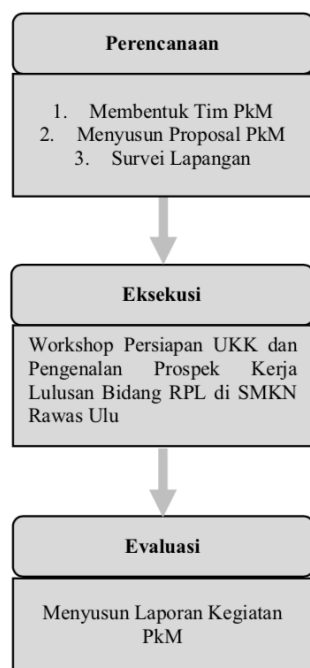 Perencanaan
1. Membentuk Tim PkM
2. Menyusun Proposal PkM
3. Survei Lapangan
Eksekusi
Workshop Persiapan UKK dan
Pengenalan Prospek Kerja
Lulusan Bidang RPL di SMKN
Rawas Ulu
Evaluasi
Menyusun Laporan Kegiatan
PkM